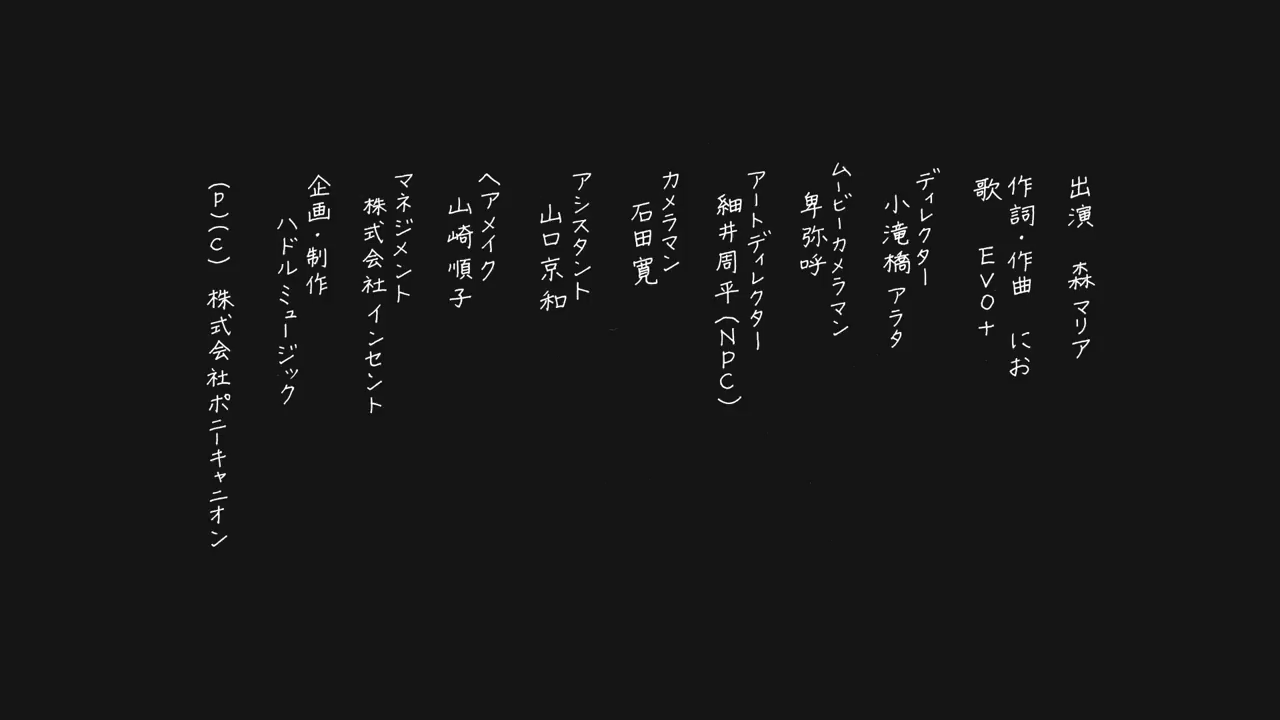 出演 森マリア
作詞・作曲 にお
歌 EVO+
ディレクター
小滝橋アラタ
ムービーカメラマン
卑弥呼
アートディレクター
細井周平(NPC)
カメラマン
石田寛
アシスタント
山口京和
ヘアメイク
山崎順子
マネジメント
株式会社インセント
企画・制作
ハドルミュージック
(P)(C) 株式会社ポニーキャニオン